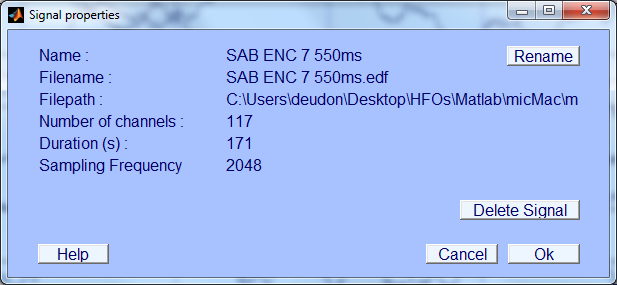 Signal properties
Name : SAB ENC 7 550ms Rename
Filename : SAB ENC 7 550ms.edf
Filepath : C:\Users\deudon\Desktop\HFOs\Matlab\micMac\m
Number of channels : 117
Duration (s) : 171
Sampling Frequency 2048
Delete Signal
Help Cancel Ok